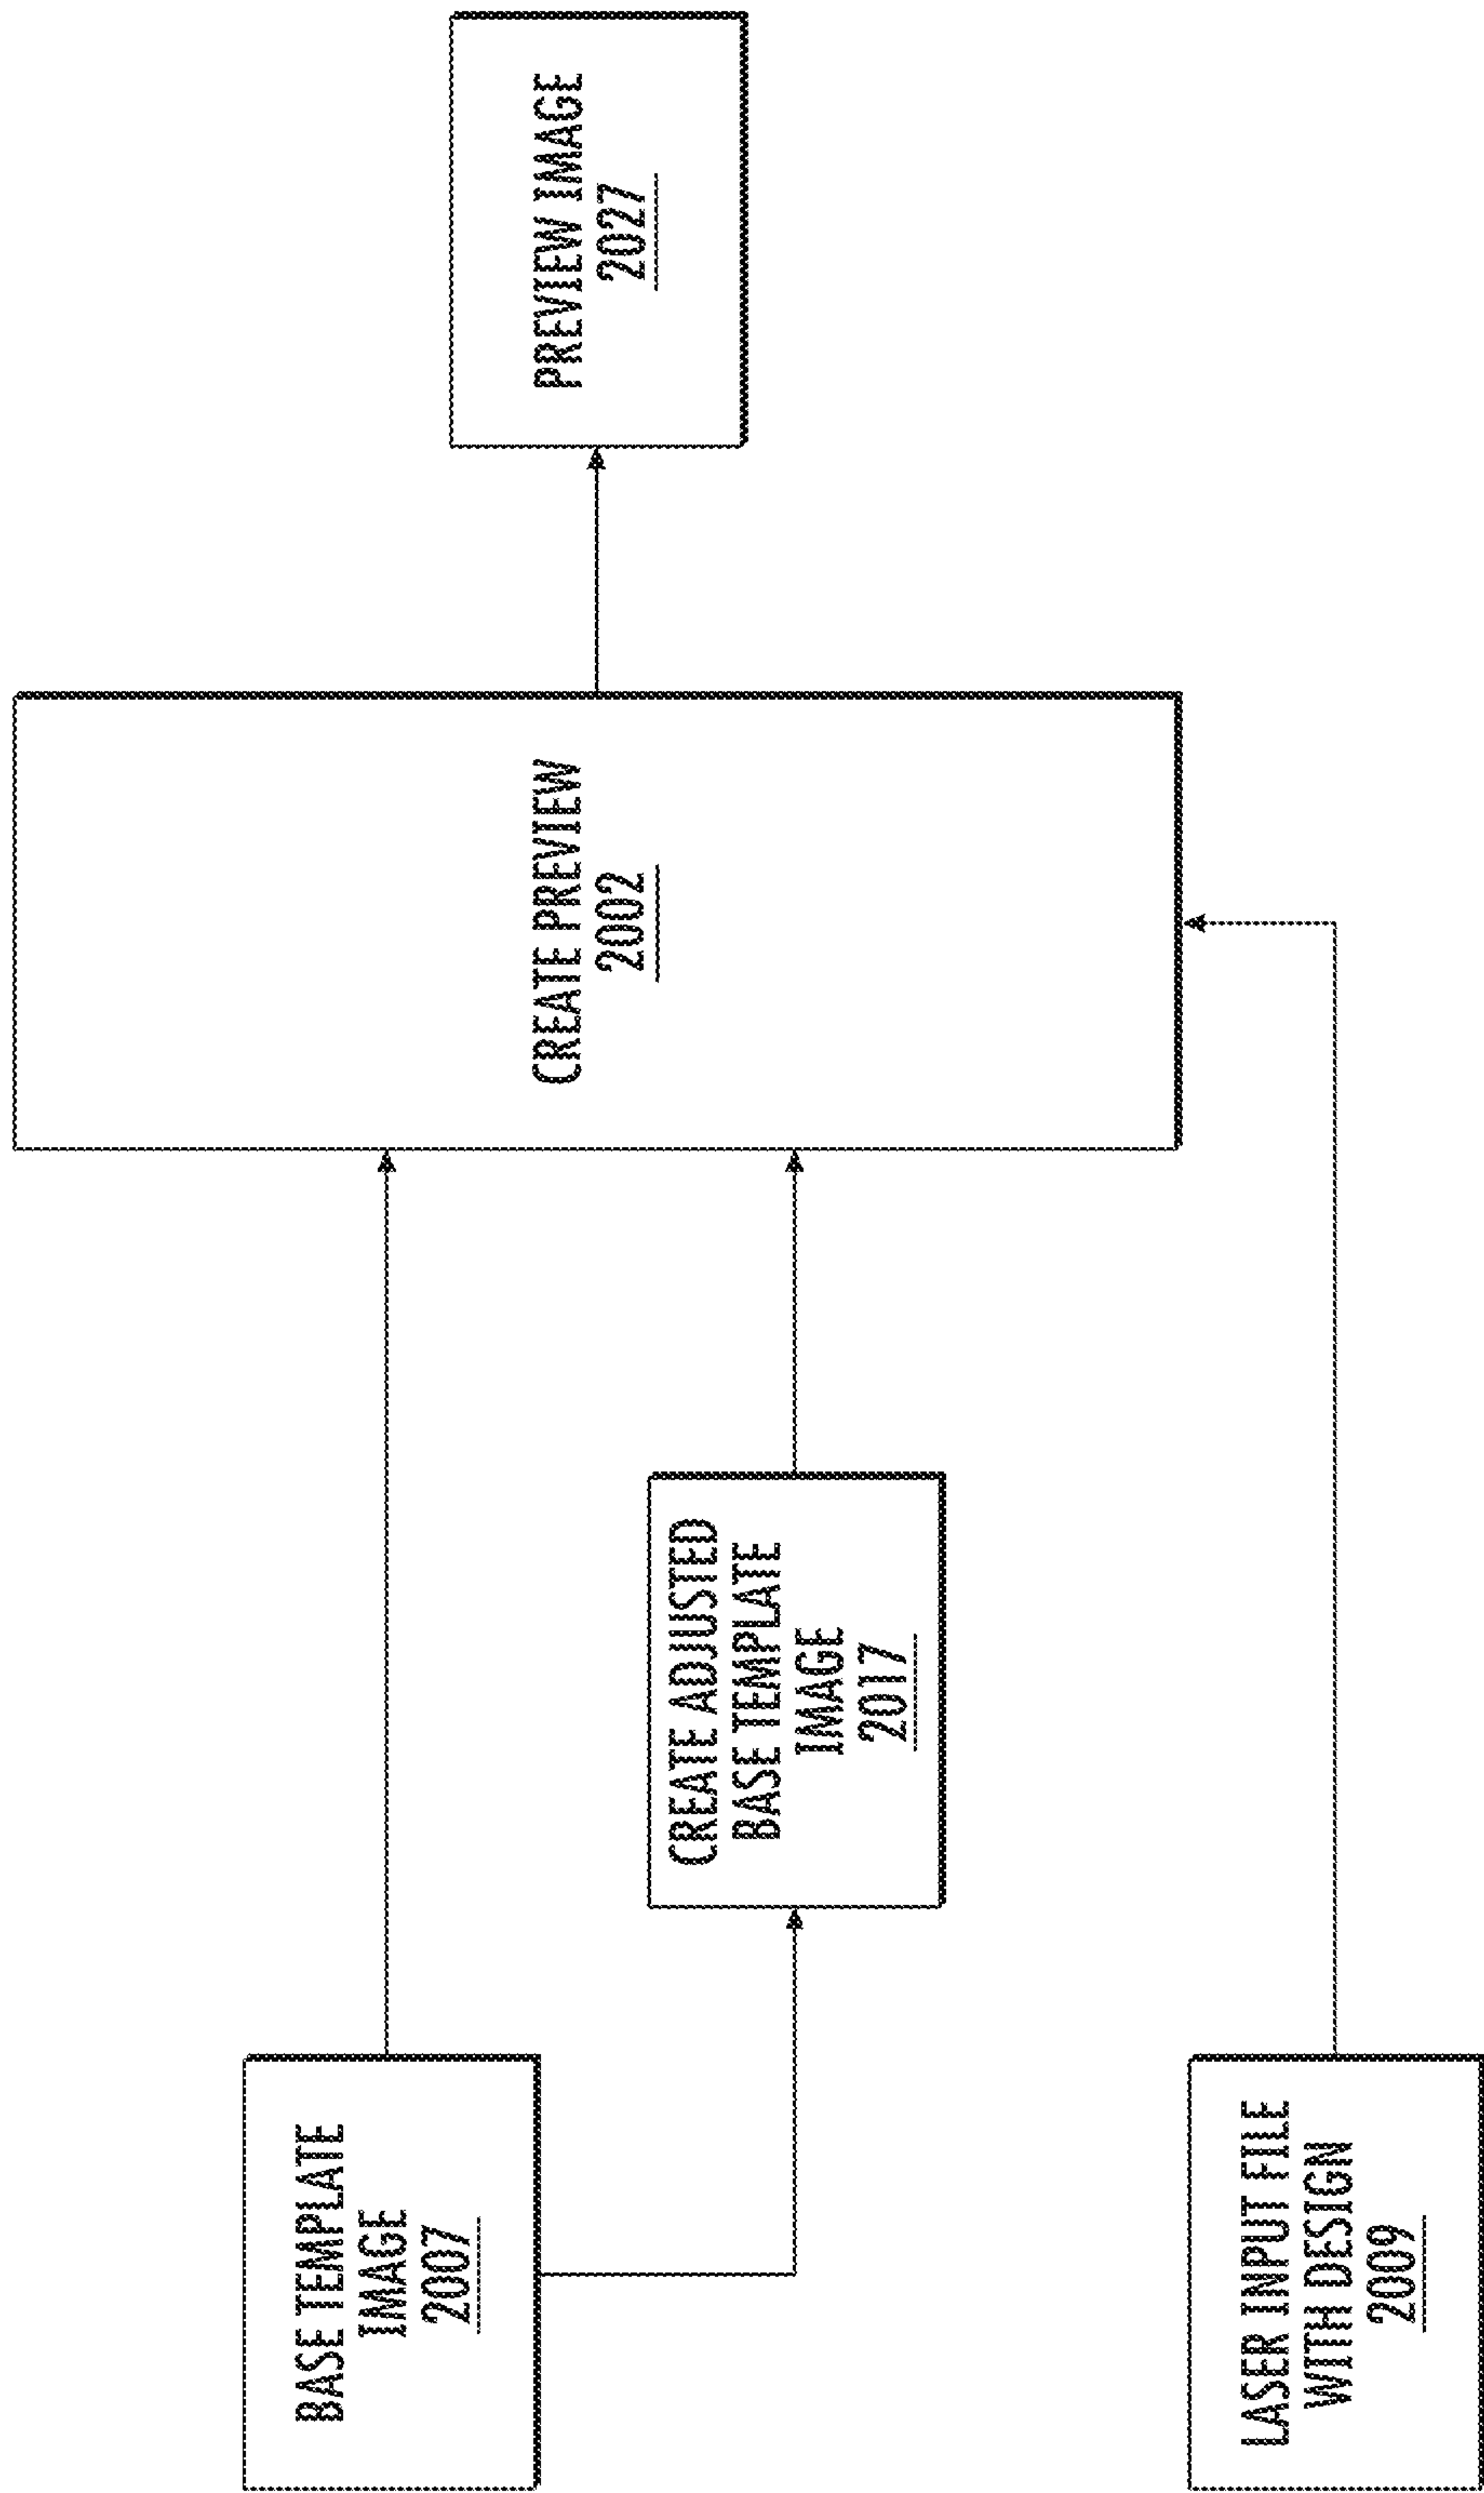 BASE TEMPLATE
IMAGE
2007
LASER INPUT FILE
WITH DESIGN
2009
CREATE ADJUSTED
BASE TEMPLATE
IMAGE
2017
CREATE PREVIEW
2002
PREVIEW IMAGE
2027